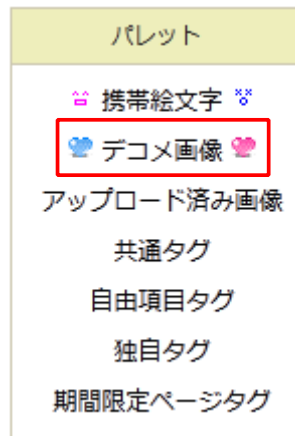 パレット
携帯絵文字
デコメ画像
アップロード済み画像
共通タグ
自由項目タグ
独自タグ
期間限定ページタグ